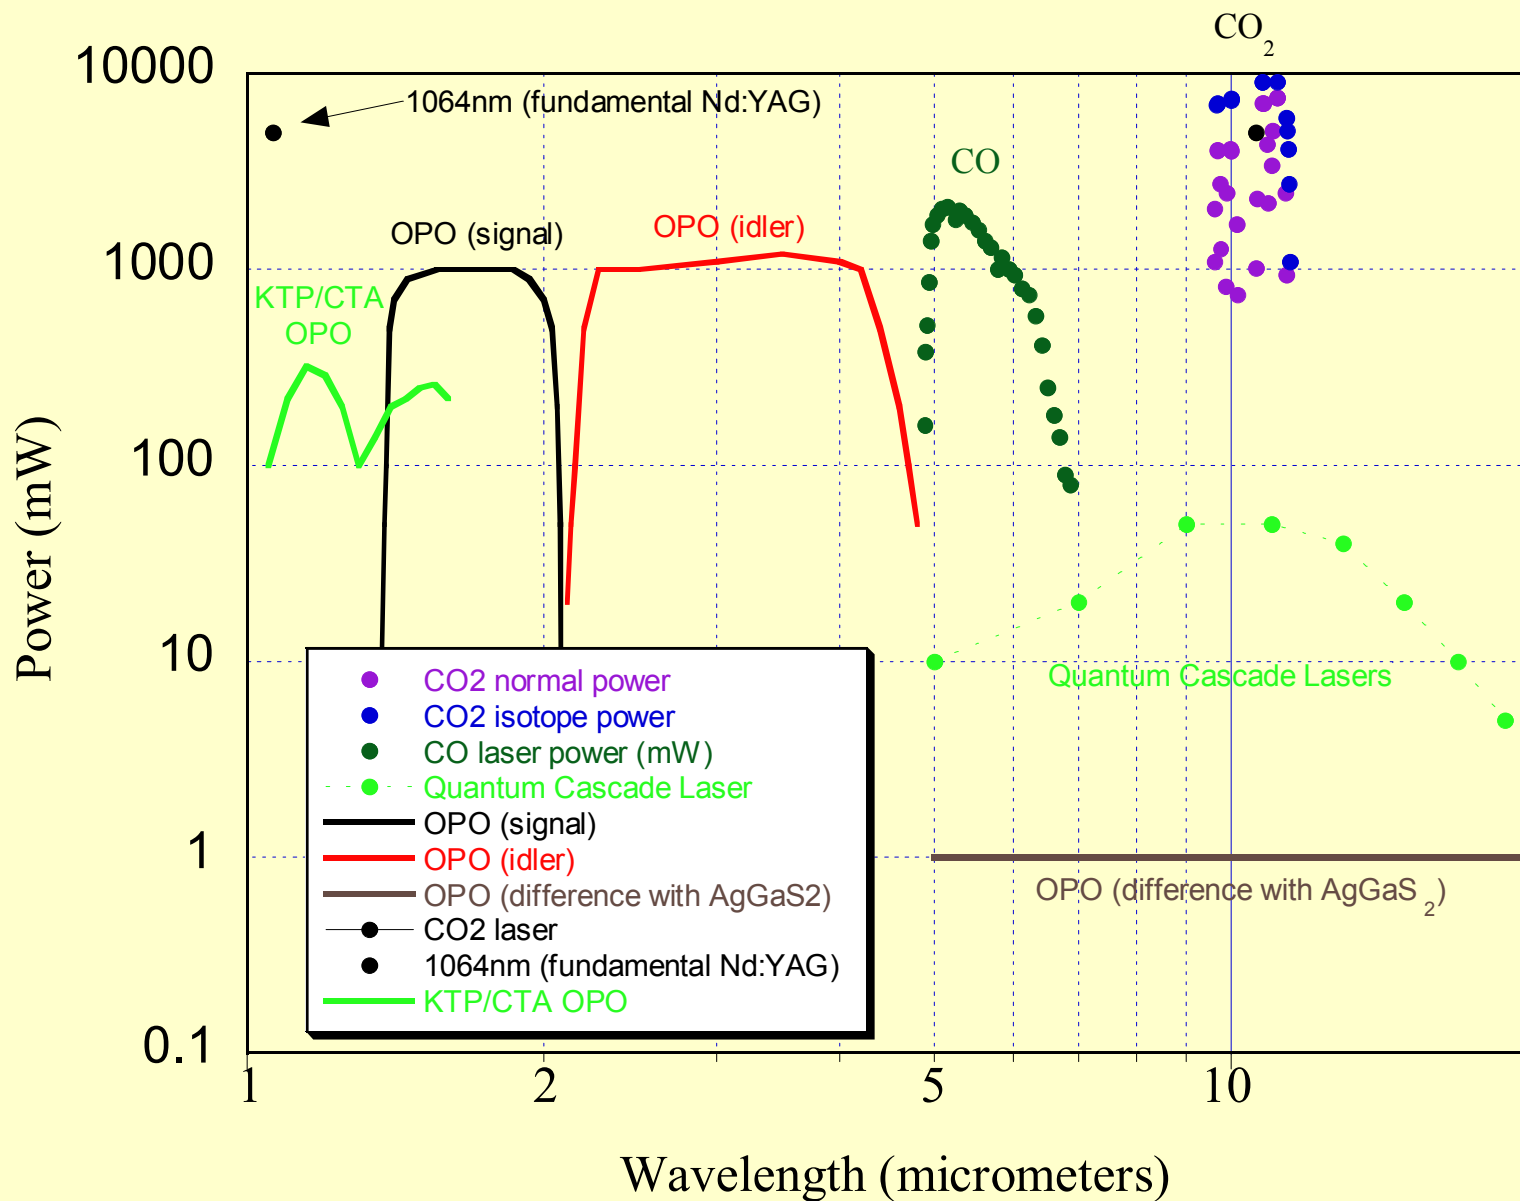 CO2
10000
1064nm (fundamental Nd:YAG)
CO
OPO (signal)
OPO (idler)
1000
KTP/CTA
OPO
100
Power (mW)
10
Quantum Cascade Lasers
CO2 normal power
CO2 isotope power
CO laser power (mW)
Quantum Cascade Laser
OPO (signal)
OPO (idler)
OPO (difference with AgGaS2)
CO2 laser
1064nm (fundamental Nd:YAG)
KTP/CTA OPO
1
OPO (difference with AgGaS2)
0.1
1 2 5 10
Wavelength (micrometers)